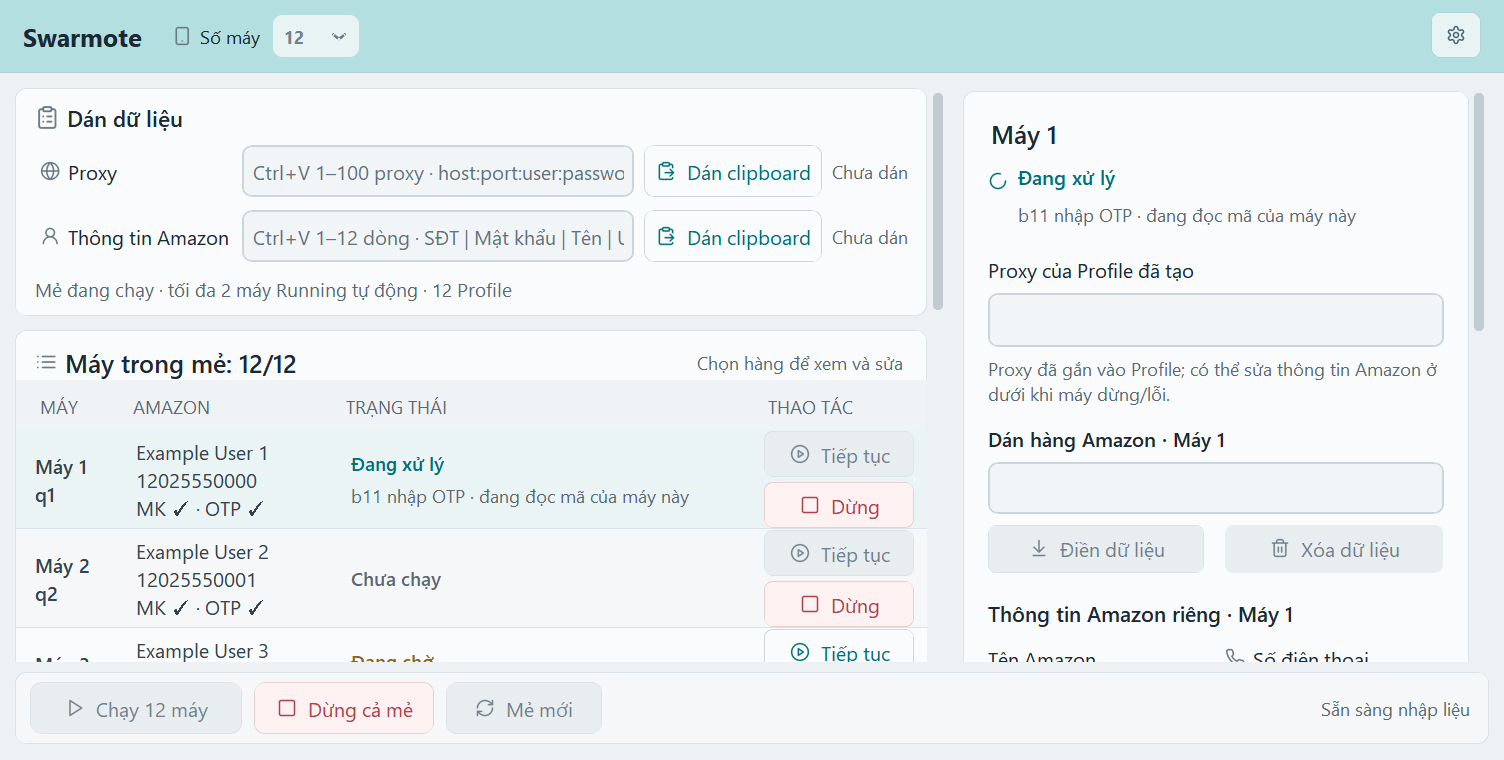 Swarmote
Số máy
12
Dán dữ liệu
Proxy
Ctrl+V 1–100 proxy · host:port:user:passwo
Dán clipboard
Chưa dán
Thông tin Amazon
Ctrl+V 1–12 dòng · SĐT | Mật khẩu | Tên | U
Dán clipboard
Chưa dán
Mẻ đang chạy · tối đa 2 máy Running tự động · 12 Profile
Máy trong mẻ: 12/12
Chọn hàng để xem và sửa
MÁY
AMAZON
TRẠNG THÁI
THAO TÁC
Máy 1
q1
Example User 1
12025550000
MK ✓ · OTP ✓
Đang xử lý
b11 nhập OTP · đang đọc mã của máy này
Tiếp tục
Dừng
Máy 2
q2
Example User 2
12025550001
MK ✓ · OTP ✓
Chưa chạy
Tiếp tục
Dừng
Máy 3
Example User 3
Đang chờ
Tiếp tục
Máy 1
Đang xử lý
b11 nhập OTP · đang đọc mã của máy này
Proxy của Profile đã tạo
Proxy đã gắn vào Profile; có thể sửa thông tin Amazon ở
dưới khi máy dừng/lỗi.
Dán hàng Amazon · Máy 1
Điền dữ liệu
Xóa dữ liệu
Thông tin Amazon riêng · Máy 1
Tên Amazon
Số điện thoại
Chạy 12 máy
Dừng cả mẻ
Mẻ mới
Sẵn sàng nhập liệu